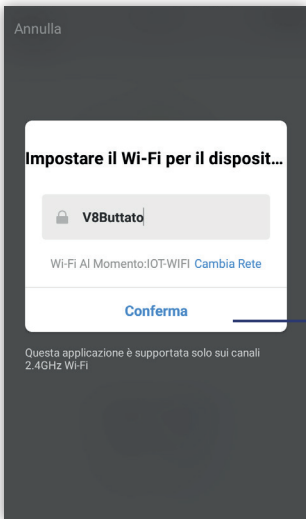 Annulla
Impostare il Wi-Fi per il disposit...
V8Buttato
Wi-Fi Al Momento:IOT-WIFI Cambia Rete
Conferma
Questa applicazione è supportata solo sui canali
2.4GHz Wi-Fi